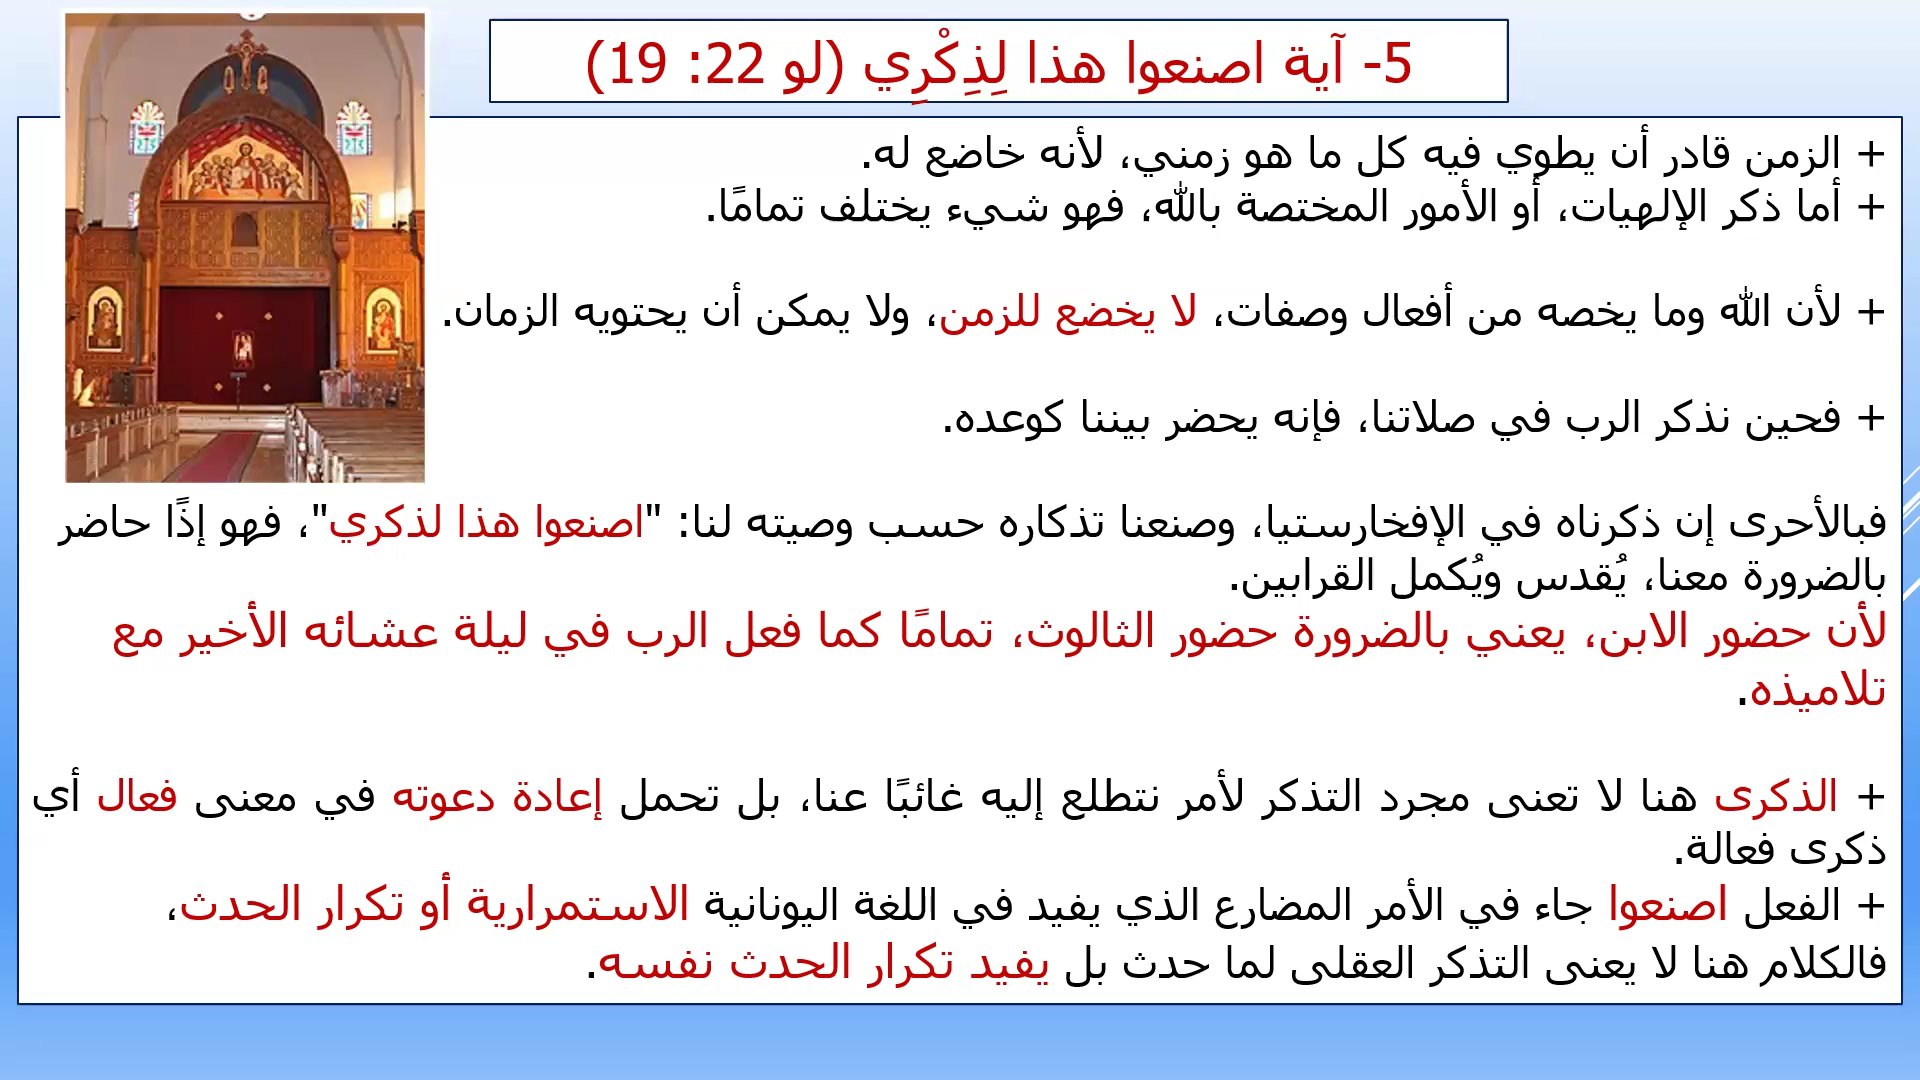 5- آية اصنعوا هذا لِذِكْرِي (لو 22: 19)
+ الزمن قادر أن يطوي فيه كل ما هو زمني، لأنه خاضع له.
+ أما ذكر الإلهيات، أو الأمور المختصة بالله، فهو شيء يختلف تمامًا.
+ لأن الله وما يخصه من أفعال وصفات، لا يخضع للزمن، ولا يمكن أن يحتويه الزمان.
+ فحين نذكر الرب في صلاتنا، فإنه يحضر بيننا كوعده.
فبالأحرى إن ذكرناه في الإفخارستيا، وصنعنا تذكاره حسب وصيته لنا: "اصنعوا هذا لذكري"، فهو إذًا حاضر
بالضرورة معنا، يُقدس ويُكمل القرابين.
لأن حضور الابن، يعني بالضرورة حضور الثالوث، تمامًا كما فعل الرب في ليلة عشائه الأخير مع
تلاميذه.
+ الذكرى هنا لا تعنى مجرد التذكر لأمر نتطلع إليه غائبًا عنا، بل تحمل إعادة دعوته في معنى فعال أي
ذكرى فعالة.
+ الفعل اصنعوا جاء في الأمر المضارع الذي يفيد في اللغة اليونانية الاستمرارية أو تكرار الحدث،
فالكلام هنا لا يعنى التذكر العقلى لما حدث بل يفيد تكرار الحدث نفسه.